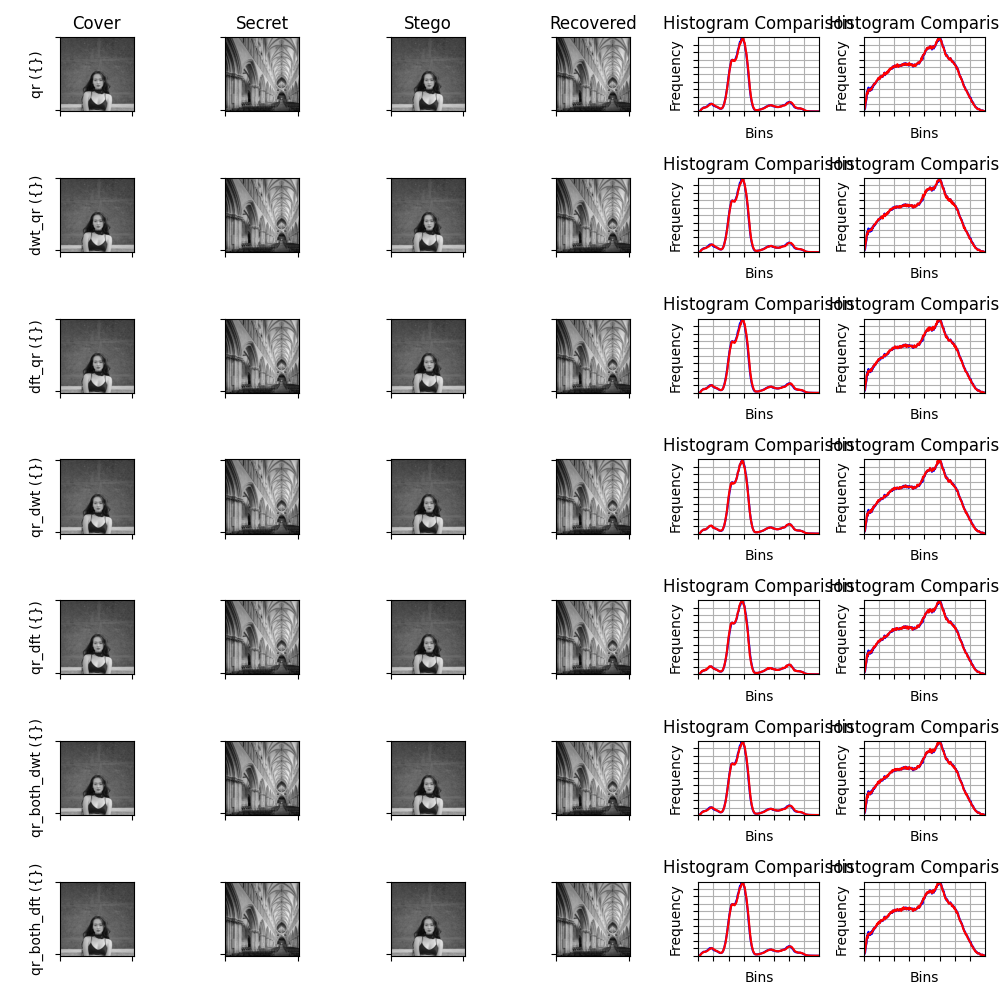 Cover Secret Stego Recovered Histogram Comparison Histogram Comparis
qr ({}) Frequency Bins Frequency Bins
Histogram Comparison Histogram Comparis
dwt_qr ({}) Frequency Bins Frequency Bins
Histogram Comparison Histogram Comparis
dft_qr ({}) Frequency Bins Frequency Bins
Histogram Comparison Histogram Comparis
qr_dwt ({}) Frequency Bins Frequency Bins
Histogram Comparison Histogram Comparis
qr_dft ({}) Frequency Bins Frequency Bins
Histogram Comparison Histogram Comparis
qr_both_dwt ({}) Frequency Bins Frequency Bins
Histogram Comparison Histogram Comparis
qr_both_dft ({}) Frequency Bins Frequency Bins